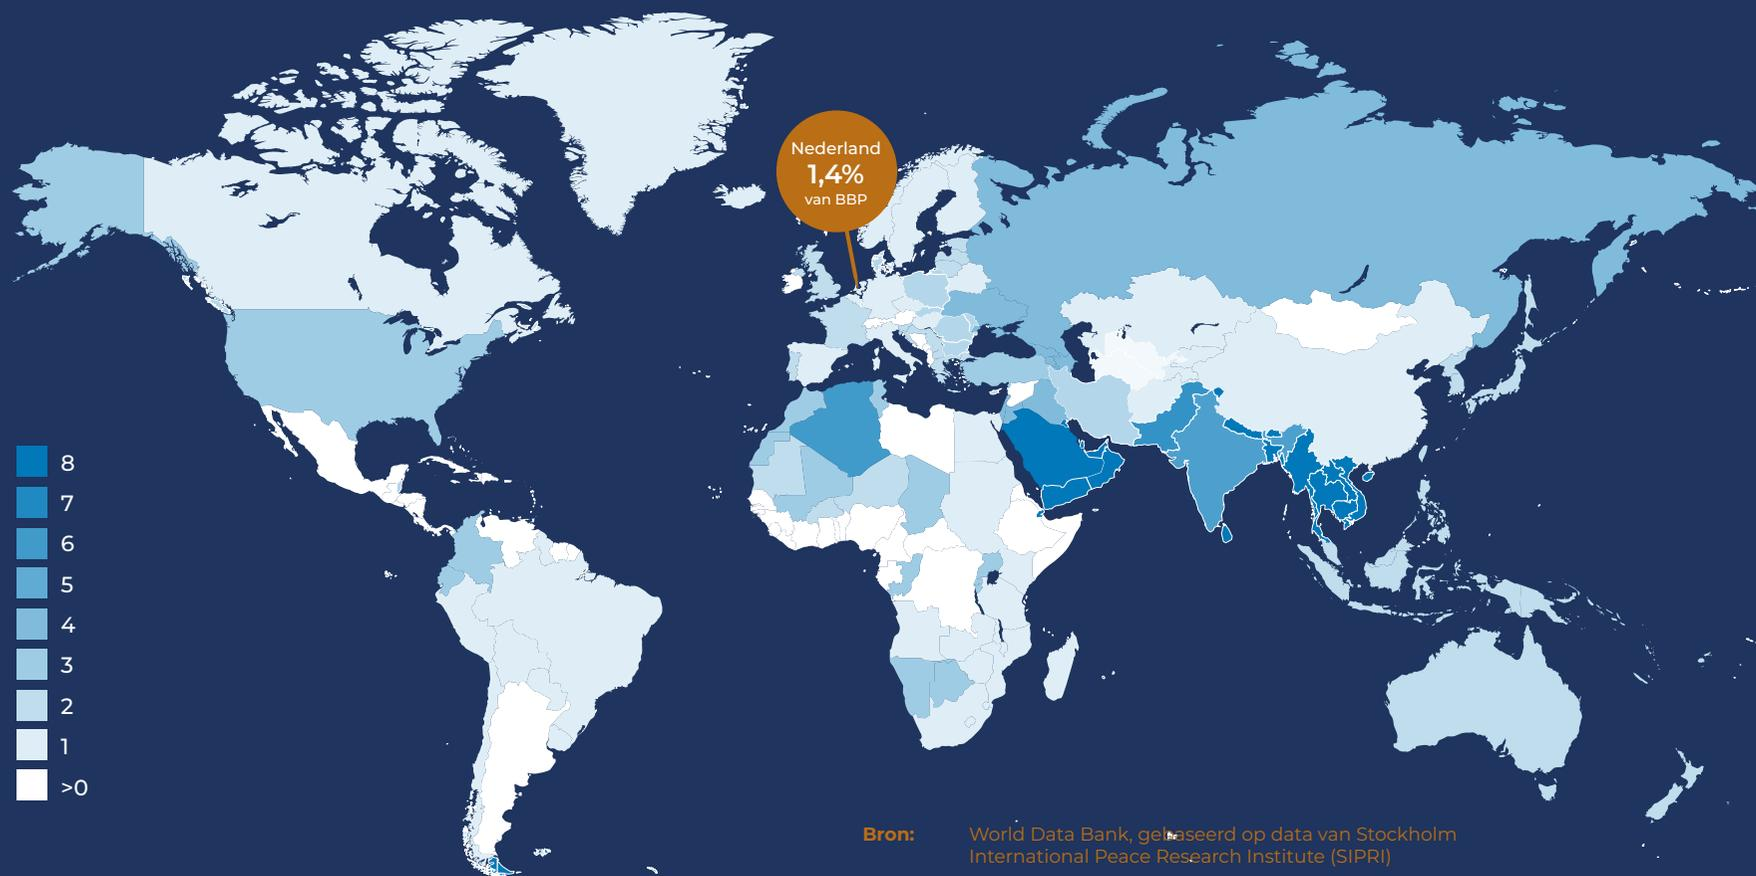 Nederland
1,4%
van BBP
8
7
6
5
4
3
2
1
>0
Bron: World Data Bank, gebaseerd op data van Stockholm
International Peace Research Institute (SIPRI)